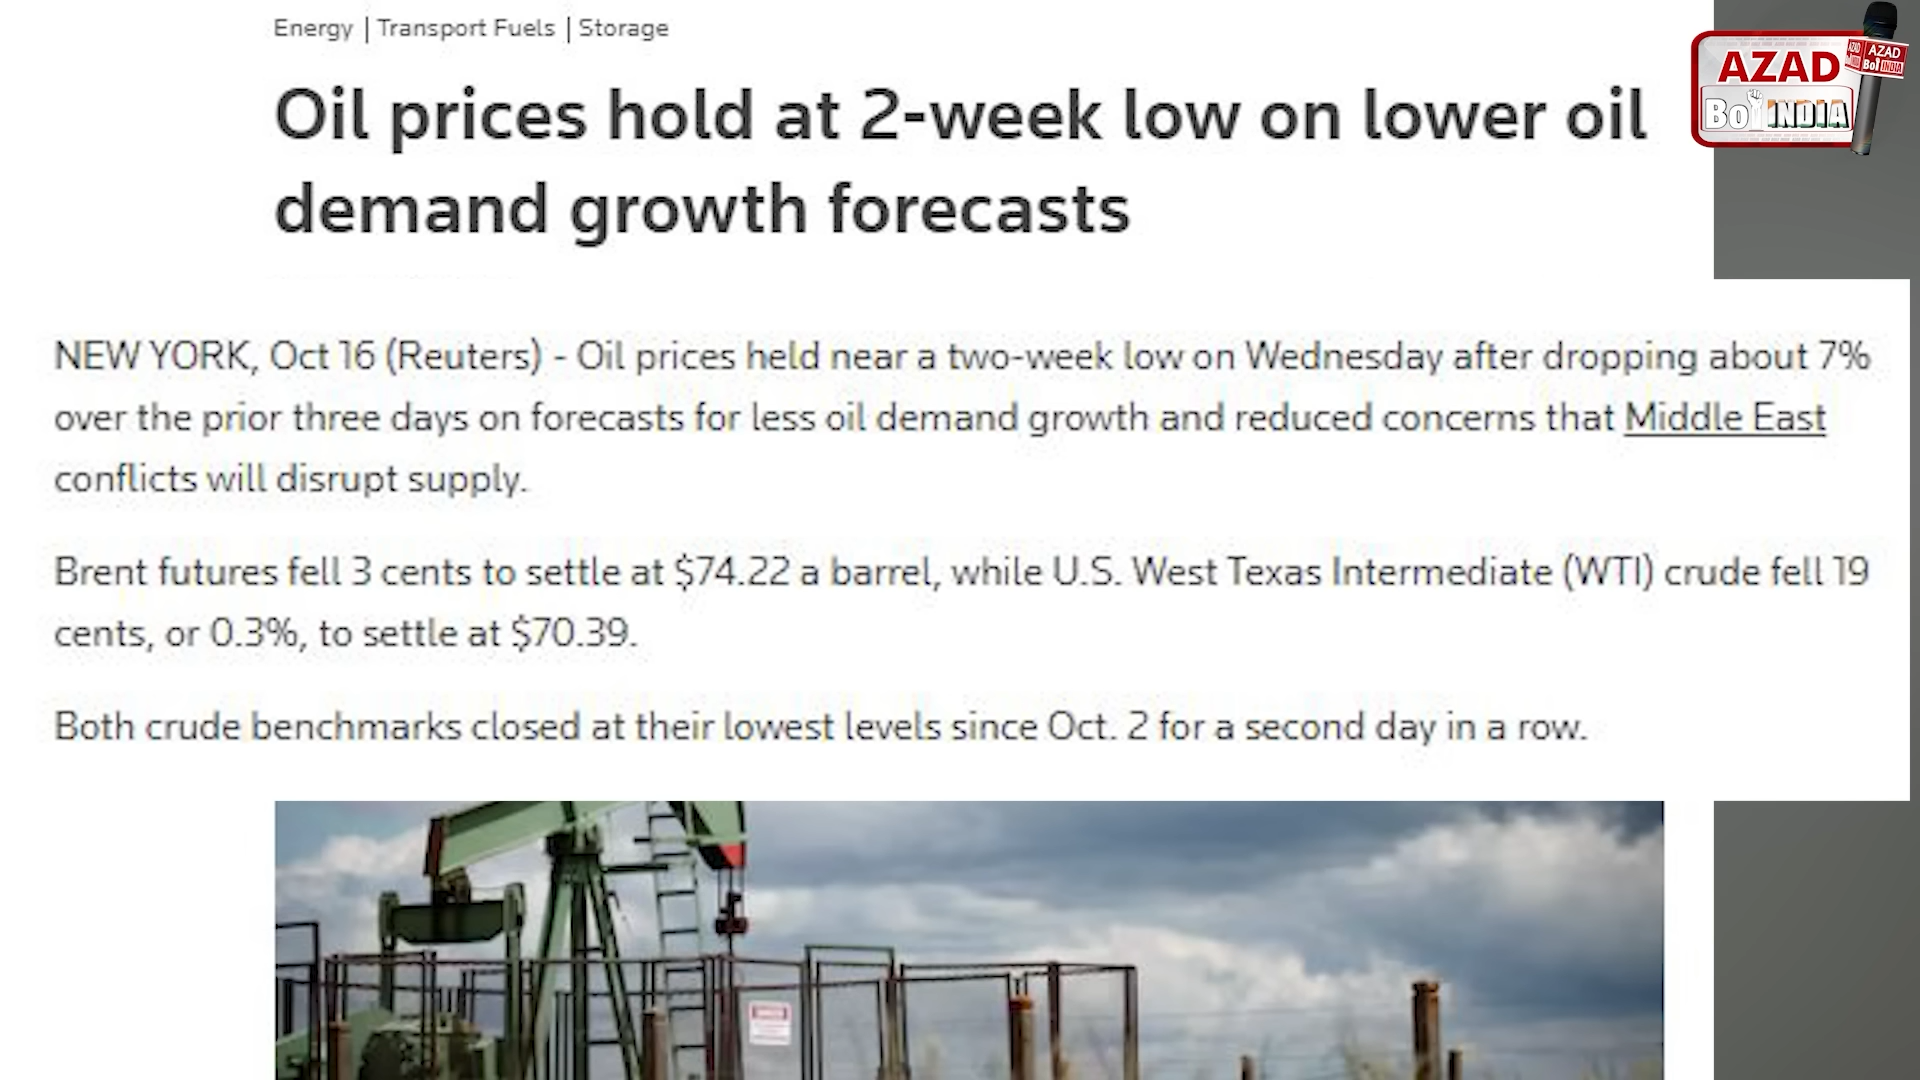 Energy | Transport Fuels | Storage
AZAD
Bol INDIA
AZAD
AZAD
Bol INDIA
Oil prices hold at 2-week low on lower oil
demand growth forecasts
NEW YORK, Oct 16 (Reuters) - Oil prices held near a two-week low on Wednesday after dropping about 7%
over the prior three days on forecasts for less oil demand growth and reduced concerns that Middle East
conflicts will disrupt supply.
Brent futures fell 3 cents to settle at $74.22 a barrel, while U.S. West Texas Intermediate (WTI) crude fell 19
cents, or 0.3%, to settle at $70.39.
Both crude benchmarks closed at their lowest levels since Oct. 2 for a second day in a row.